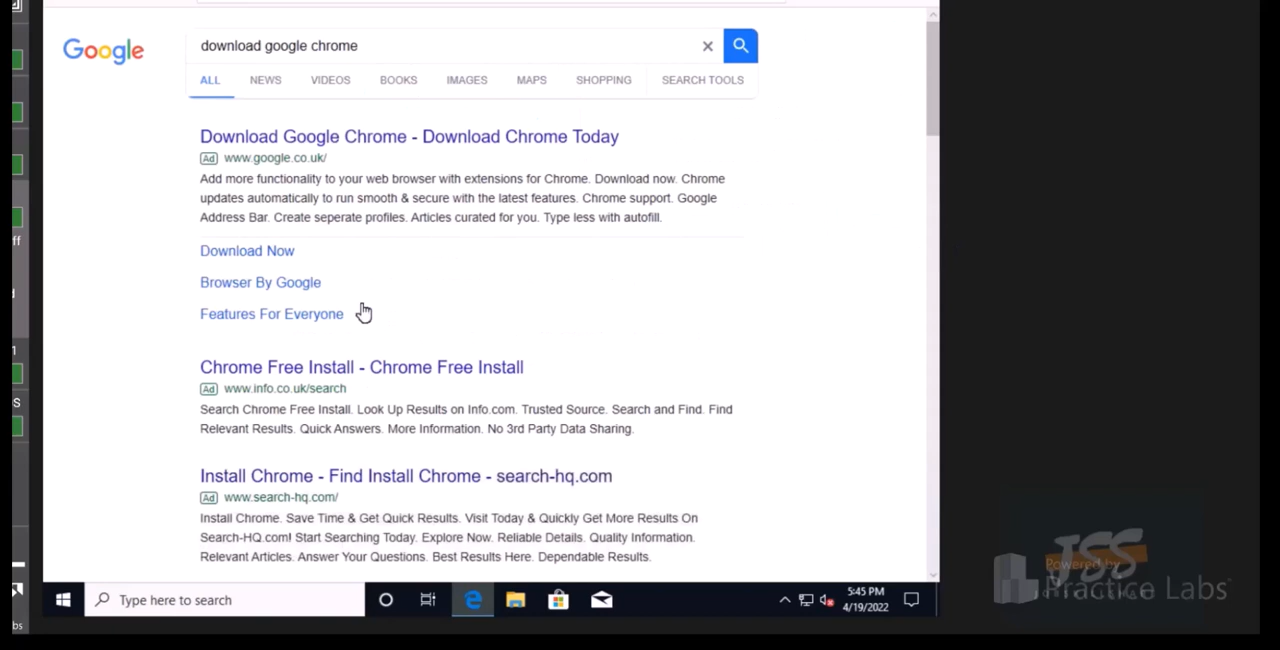 Google
download google chrome
ALL NEWS VIDEOS BOOKS IMAGES MAPS SHOPPING SEARCH TOOLS
Download Google Chrome - Download Chrome Today
Ad www.google.co.uk/
Add more functionality to your web browser with extensions for Chrome. Download now. Chrome
updates automatically to run smooth & secure with the latest features. Chrome support. Google
Address Bar. Create seperate profiles. Articles curated for you. Type less with autofill.
Download Now
Browser By Google
ff
Features For Everyone
1
Chrome Free Install - Chrome Free Install
Ad www.info.co.uk/search
S
Search Chrome Free Install. Look Up Results on Info.com. Trusted Source. Search and Find. Find
Relevant Results. Quick Answers. More Information. No 3rd Party Data Sharing.
Install Chrome - Find Install Chrome - search-hq.com
Ad www.search-hq.com/
Install Chrome. Save Time & Get Quick Results. Visit Today & Quickly Get More Results On
Search-HQ.com! Start Searching Today. Explore Now. Reliable Details. Quality Information.
Relevant Articles. Answer Your Questions. Best Results Here. Dependable Results.
JSS
Powered by
Practice Labs
Type here to search
5:45 PM
4/19/2022
bs